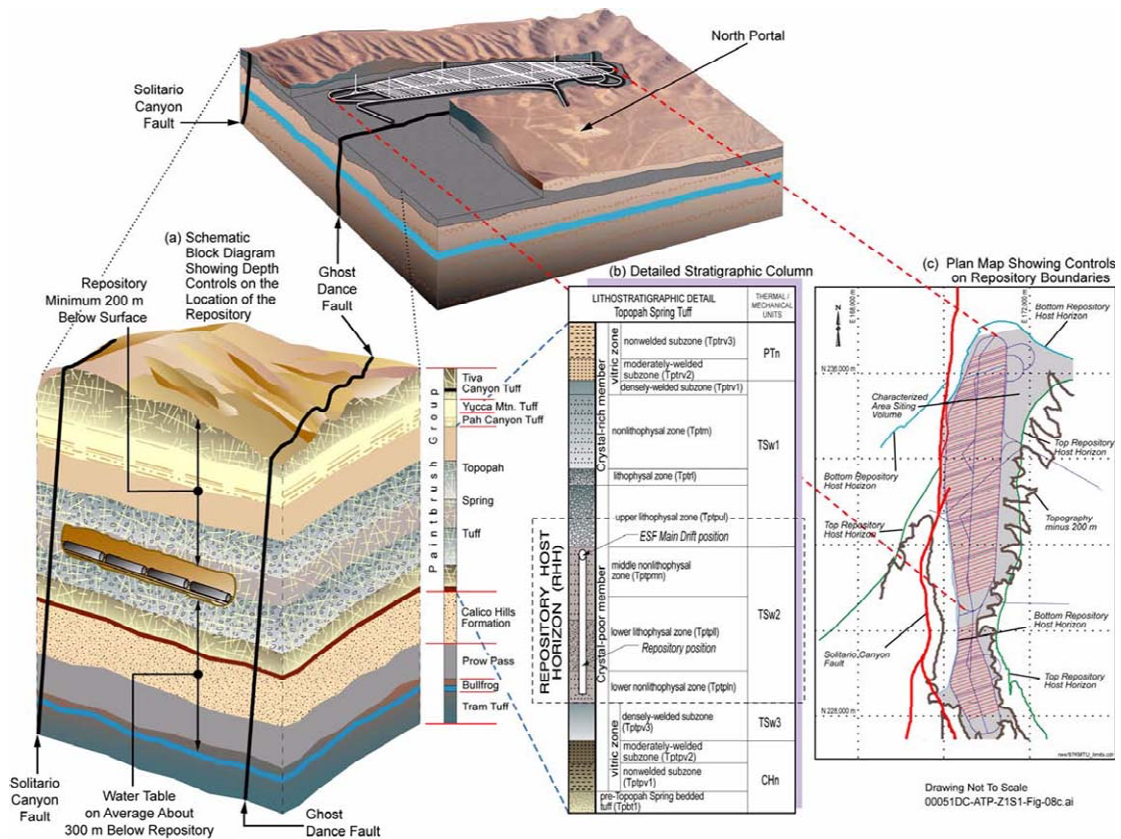 North Portal
Solitario
Canyon
Fault
(a) Schematic
Block Diagram
Showing Depth
Controls on the
Location of the
Repository
Repository
Minimum 200 m
Below Surface
Ghost
Dance
Fault
Tiva
Canyon Tuff
Yucca Mtn. Tuff
Pah Canyon Tuff
Paintbrush Group
Topopah
Spring
Tuff
Calico Hills
Formation
Prow Pass
Bullfrog
Tram Tuff
Solitario
Canyon
Fault
Water Table
on Average About
300 m Below Repository
Ghost
Dance Fault
(b) Detailed Stratigraphic Column
LITHOSTRATIGRAPHIC DETAIL
Topopah Spring Tuff
THERMAL /
MECHANICAL
UNITS
Crystal-rich member
vitric zone
nonwelded subzone (Tptrv3)
PTn
moderately-welded
subzone (Tptrv2)
densely-welded subzone (Tptrv1)
nonlithophysal zone (Tptrn)
TSw1
lithophysal zone (Tptrl)
upper lithophysal zone (Tptpul)
REPOSITORY HOST
HORIZON (RHH)
Crystal-poor member
ESF Main Drift position
middle nonlithophysal
zone (Tptpmn)
TSw2
lower lithophysal zone (Tptpll)
Repository position
lower nonlithophysal zone (Tptpln)
vitric zone
densely-welded subzone
(Tptpv3)
TSw3
moderately-welded
subzone (Tptpv2)
nonwelded subzone
(Tptpv1)
CHn
pre-Topopah Spring bedded
tuff (Tpbt1)
(c) Plan Map Showing Controls
on Repository Boundaries
E 172,000 m
Bottom Repository
Host Horizon
N
N 236,000 m
Characterized
Area Siting
Volume
Top Repository
Host Horizon
Bottom Repository
Host Horizon
Topography
minus 200 m
Top Repository
Host Horizon
Bottom Repository
Host Horizon
Solitario Canyon
Fault
Top Repository
Host Horizon
Drawing Not To Scale
00051DC-ATP-Z1S1-Fig-08c.ai